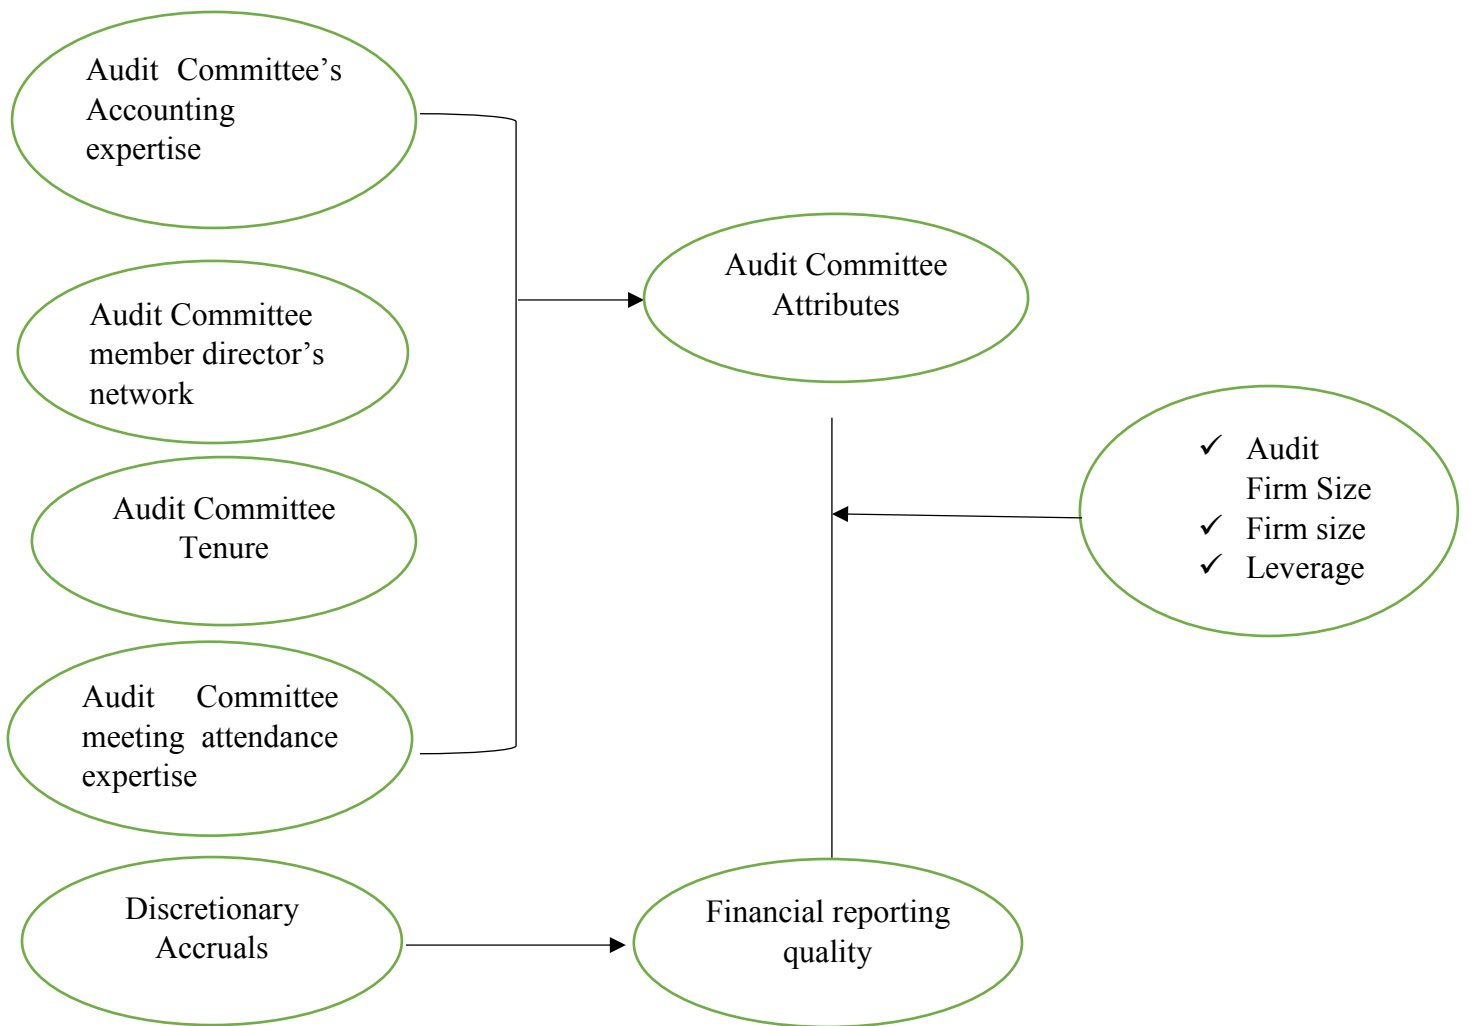 Audit Committee’s
Accounting
expertise
Audit Committee
member director’s
network
Audit Committee
Tenure
Audit Committee
meeting attendance
expertise
Discretionary
Accruals
Audit Committee
Attributes
Financial reporting
quality
✓ Audit
Firm Size
✓ Firm size
✓ Leverage